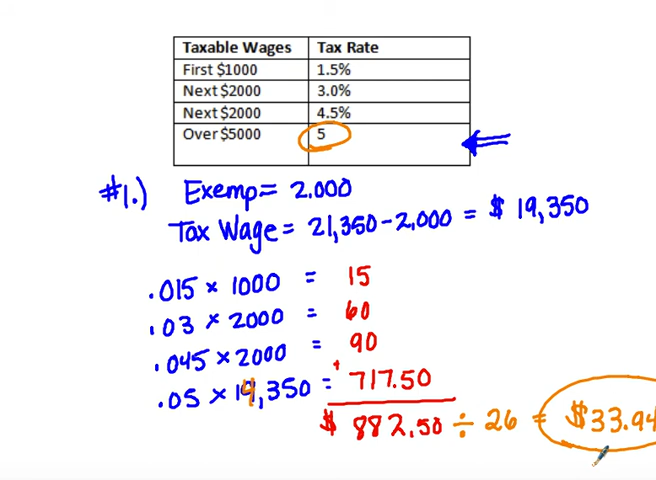 Taxable Wages Tax Rate
First $1000 1.5%
Next $2000 3.0%
Next $2000 4.5%
Over $5000 5
#1.) Exemp = 2.000
Tax Wage = 21,350 - 2,000 = $ 19,350
.015 × 1000 = 15
.03 × 2000 = 60
.045 × 2000 = 90
.05 × 14,350 = + 717.50
$ 882.50 ÷ 26 = $33.94